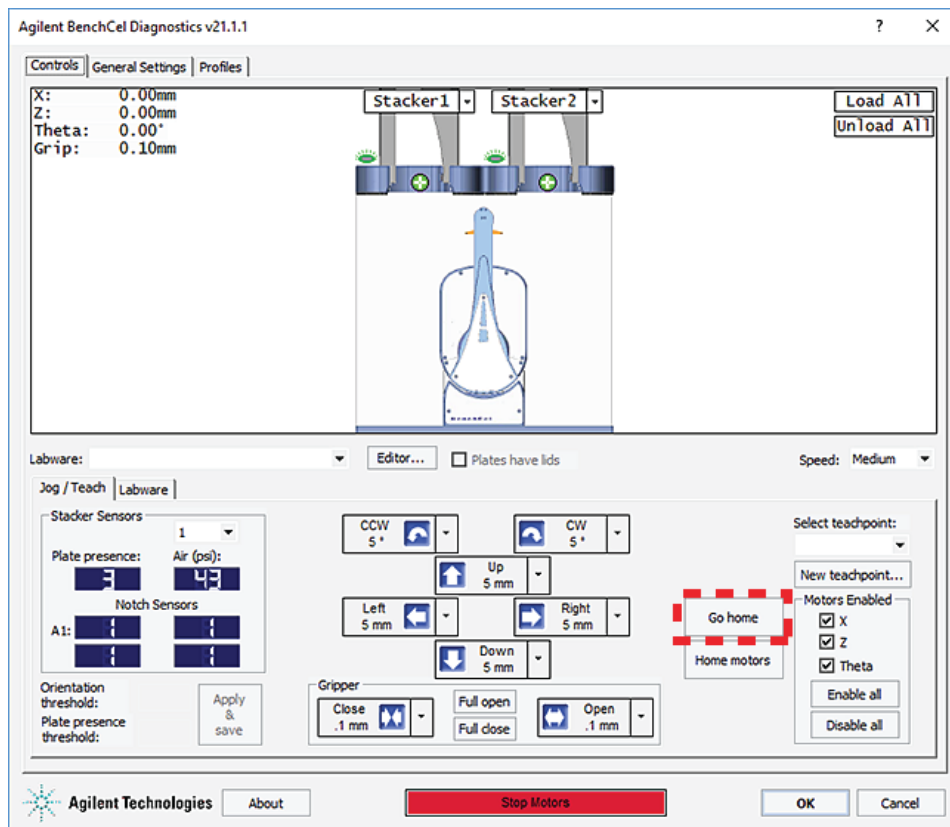 Agilent BenchCel Diagnostics v21.1.1
Controls
General Settings
Profiles
X: 0.00mm
Z: 0.00mm
Theta: 0.00°
Grip: 0.10mm
Stacker1
Stacker2
Load All
Unload All
Labware:
Editor...
Plates have lids
Speed: Medium
Jog / Teach
Labware
Stacker Sensors
1
Plate presence:
Air (psi):
3
43
Notch Sensors
A1:
1
1
1
1
Orientation
threshold:
Plate presence
threshold:
Apply
&
save
CCW
5 °
CW
5 °
Up
5 mm
Left
5 mm
Right
5 mm
Down
5 mm
Gripper
Close
.1 mm
Full open
Full close
Open
.1 mm
Go home
Home motors
Select teachpoint:
New teachpoint...
Motors Enabled
X
Z
Theta
Enable all
Disable all
Agilent Technologies
About
Stop Motors
OK
Cancel